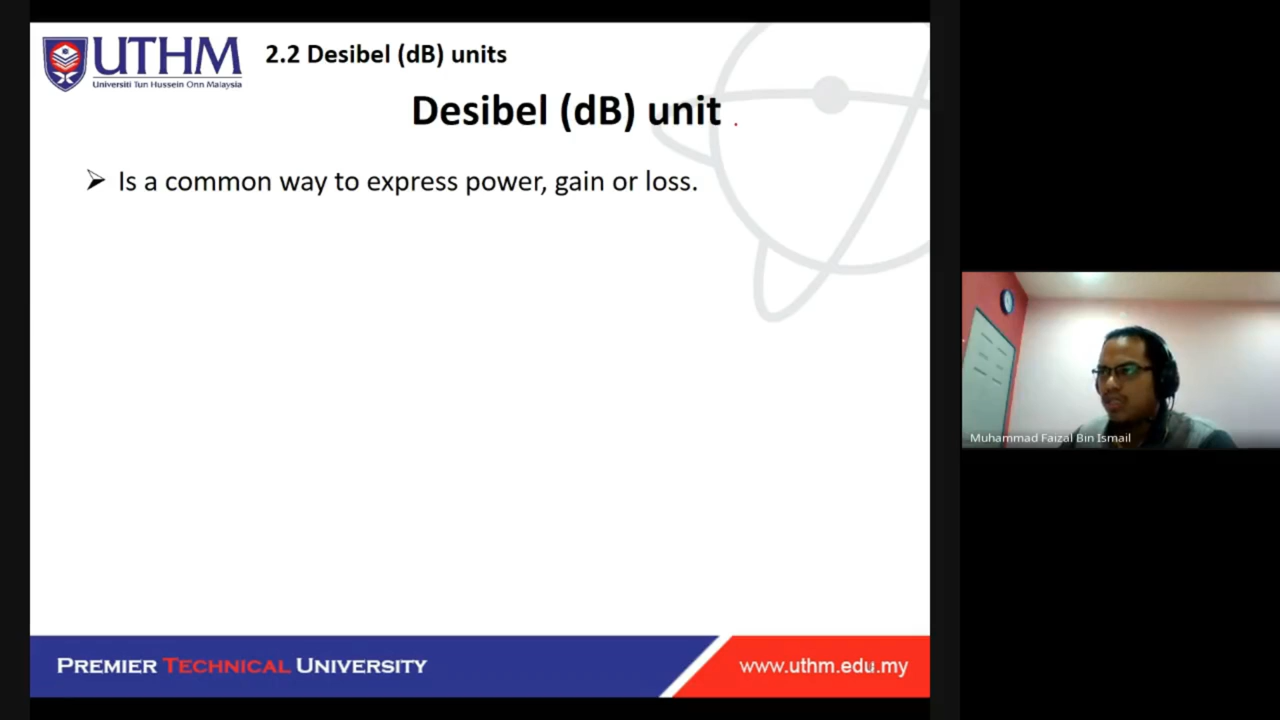 UTHM
Universiti Tun Hussein Onn Malaysia
2.2 Desibel (dB) units
Desibel (dB) unit
Is a common way to express power, gain or loss.
Muhammad Faizal Bin Ismail
PREMIER TECHNICAL UNIVERSITY
www.uthm.edu.my